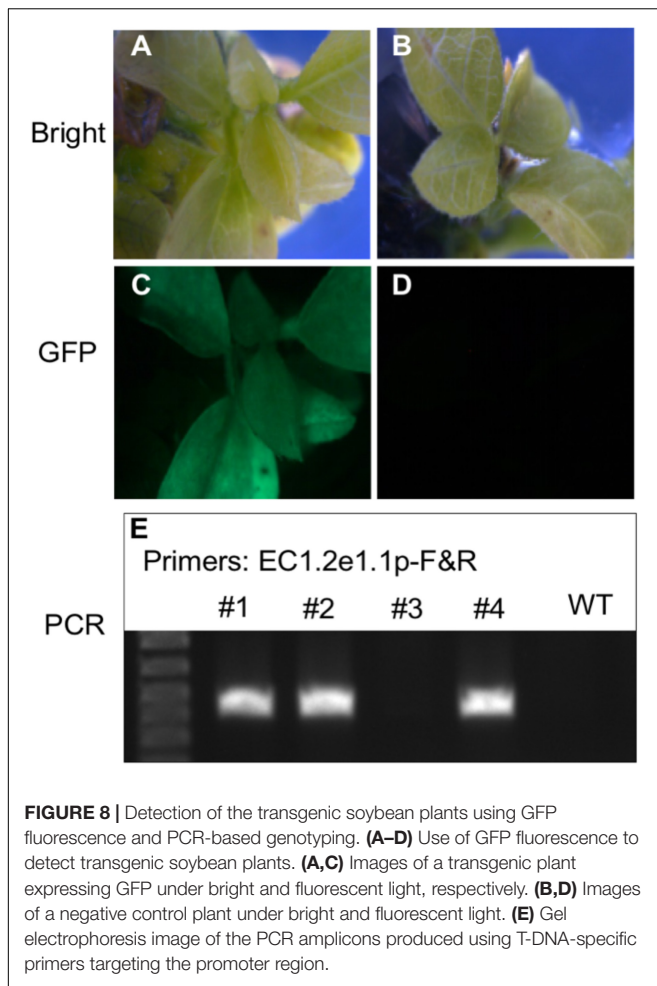 A
B
Bright
C
D
GFP
E
Primers: EC1.2e1.1p-F&R
#1 #2 #3 #4 WT
PCR
FIGURE 8 | Detection of the transgenic soybean plants using GFP
fluorescence and PCR-based genotyping. (A–D) Use of GFP fluorescence to
detect transgenic soybean plants. (A,C) Images of a transgenic plant
expressing GFP under bright and fluorescent light, respectively. (B,D) Images
of a negative control plant under bright and fluorescent light. (E) Gel
electrophoresis image of the PCR amplicons produced using T-DNA-specific
primers targeting the promoter region.